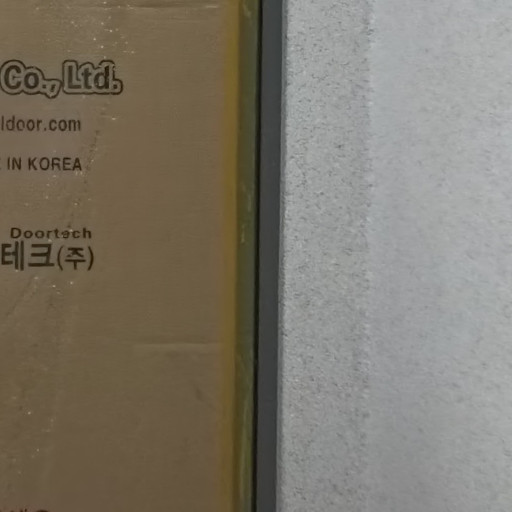 Co., Ltd.
ldoor.com
IN KOREA
Doortech
테크(주)